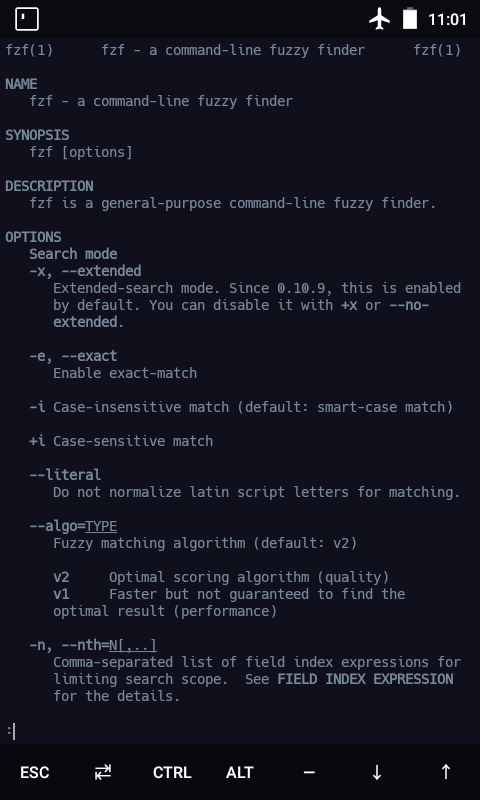 11:01
fzf(1)      fzf - a command-line fuzzy finder      fzf(1)
NAME
fzf - a command-line fuzzy finder
SYNOPSIS
fzf [options]
DESCRIPTION
fzf is a general-purpose command-line fuzzy finder.
OPTIONS
Search mode
-x, --extended
Extended-search mode. Since 0.10.9, this is enabled
by default. You can disable it with +x or --no-
extended.
-e, --exact
Enable exact-match
-i Case-insensitive match (default: smart-case match)
+i Case-sensitive match
--literal
Do not normalize latin script letters for matching.
--algo=TYPE
Fuzzy matching algorithm (default: v2)
v2     Optimal scoring algorithm (quality)
v1     Faster but not guaranteed to find the
optimal result (performance)
-n, --nth=N[,..]
Comma-separated list of field index expressions for
limiting search scope.  See FIELD INDEX EXPRESSION
for the details.
:
ESC ⇄ CTRL ALT − ↓ ↑